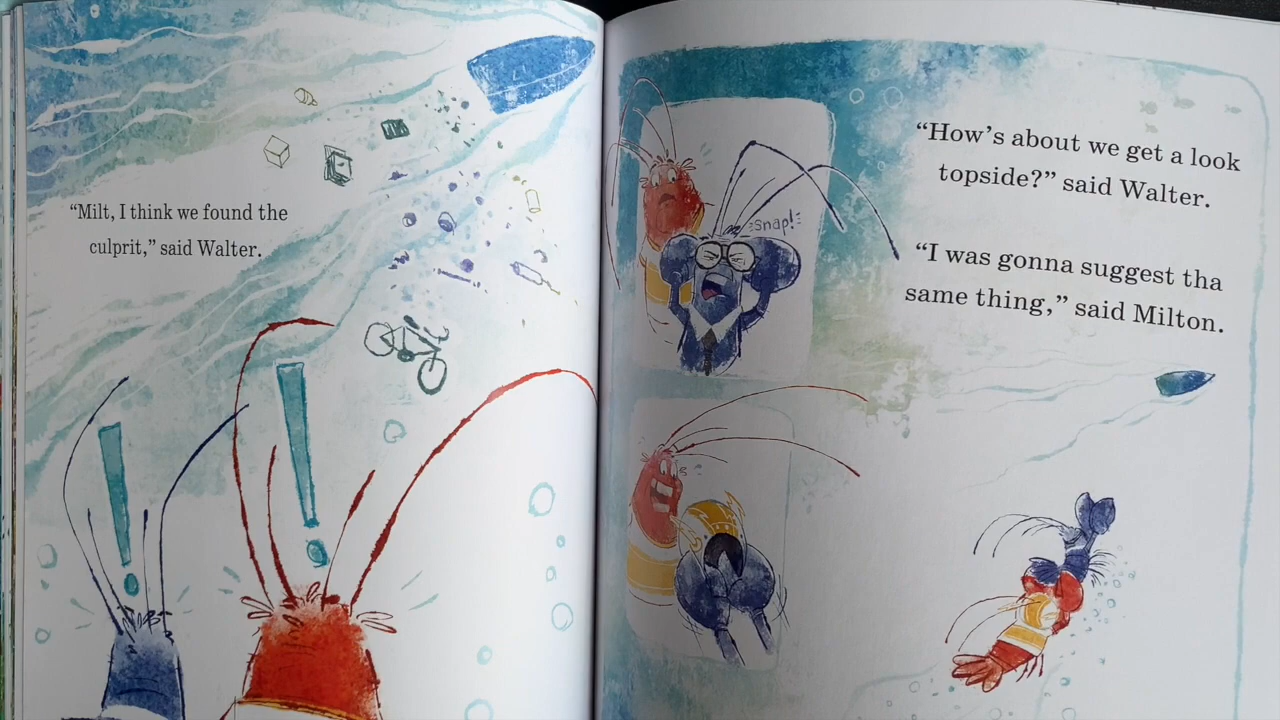 “Milt, I think we found the
culprit,” said Walter.
“How’s about we get a look
topside?” said Walter.
snap!
“I was gonna suggest tha
same thing,” said Milton.